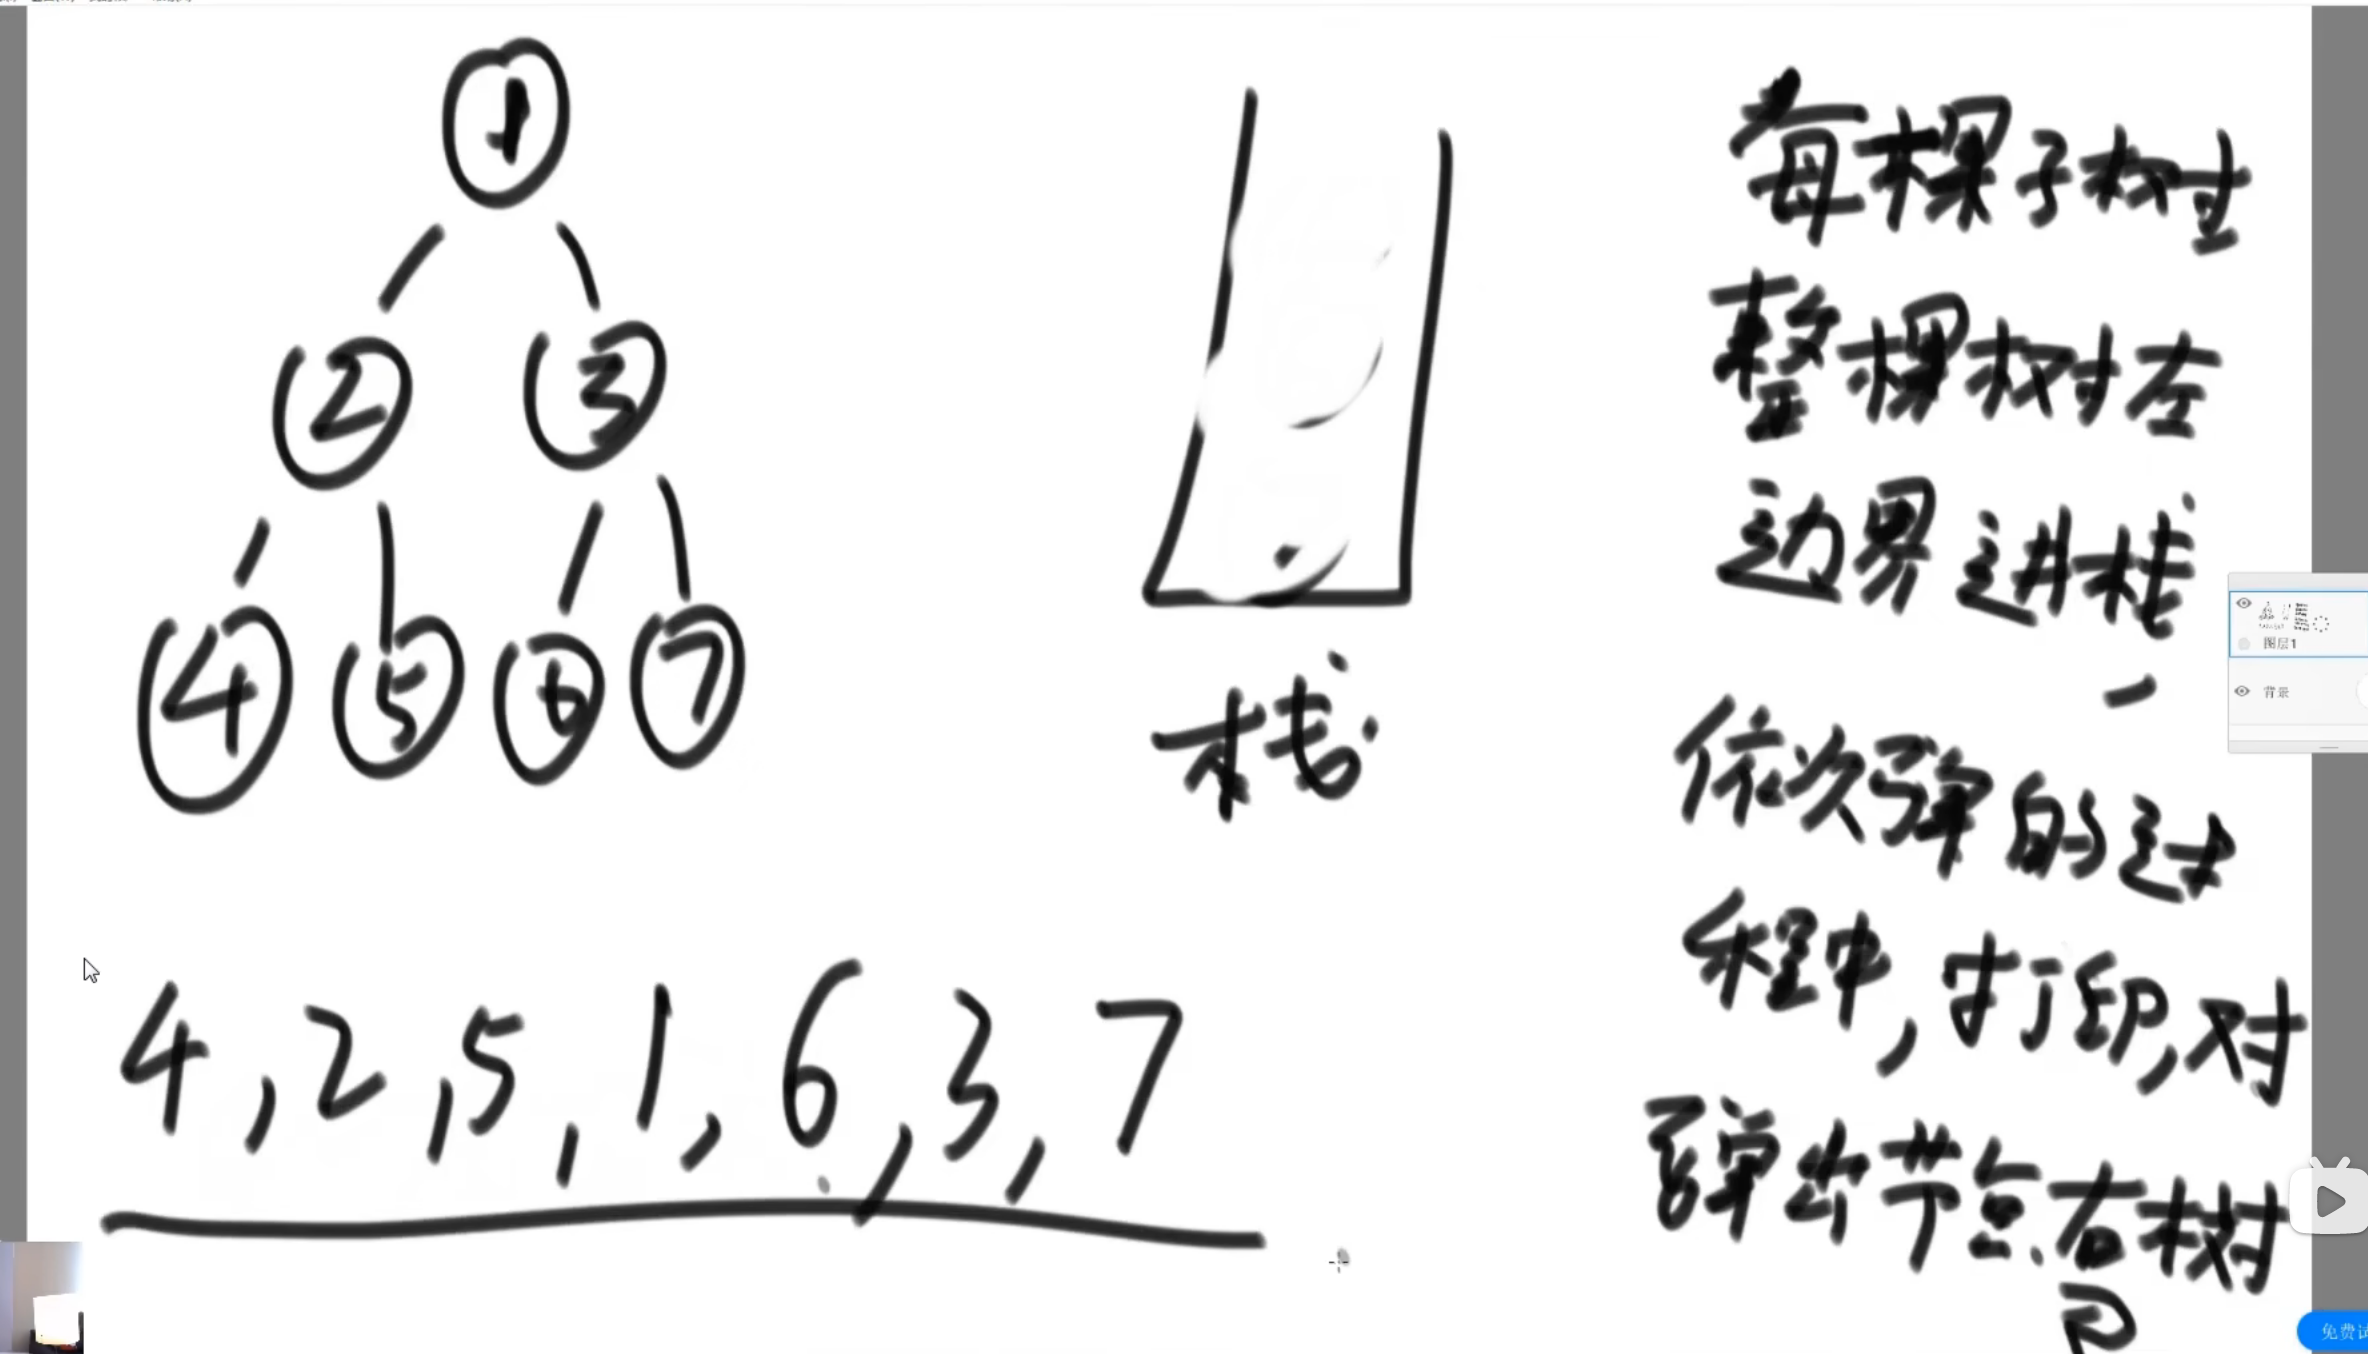 1
2 3
4 5 6 7
栈
4,2,5,1,6,3,7
每棵子树
整棵树左
边界进栈,
依次弹的过
程中,打印,对
弹出节点右树
图层1
背景
免费试